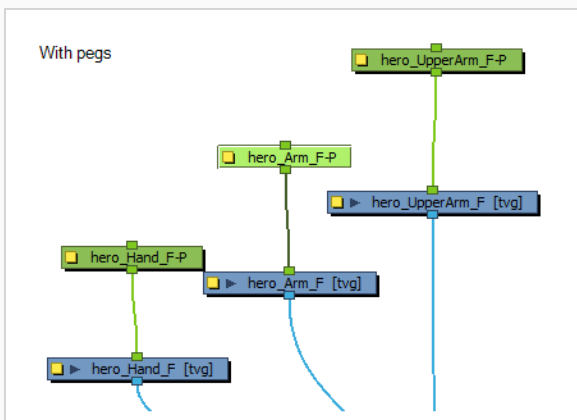 With pegs
hero_UpperArm_F-P
hero_Arm_F-P
hero_UpperArm_F [tvg]
hero_Hand_F-P
hero_Arm_F [tvg]
hero_Hand_F [tvg]